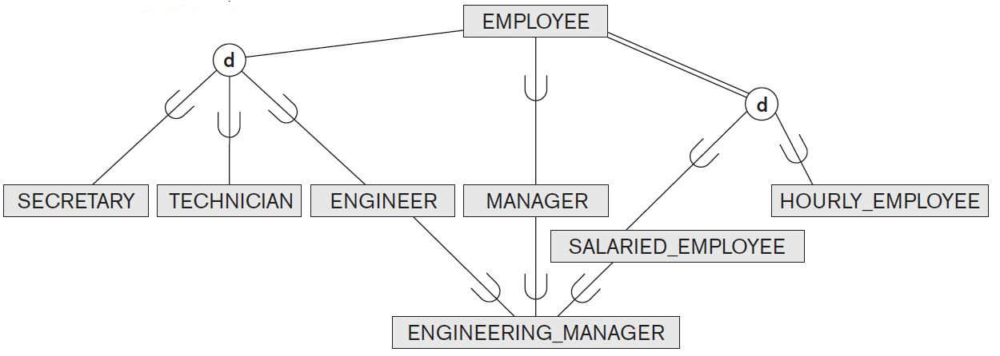 EMPLOYEE
d
d
SECRETARY
TECHNICIAN
ENGINEER
MANAGER
HOURLY_EMPLOYEE
SALARIED_EMPLOYEE
ENGINEERING_MANAGER